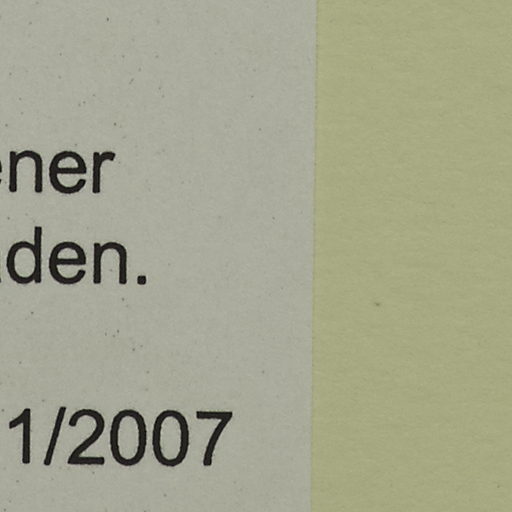 ener
den.
1/2007